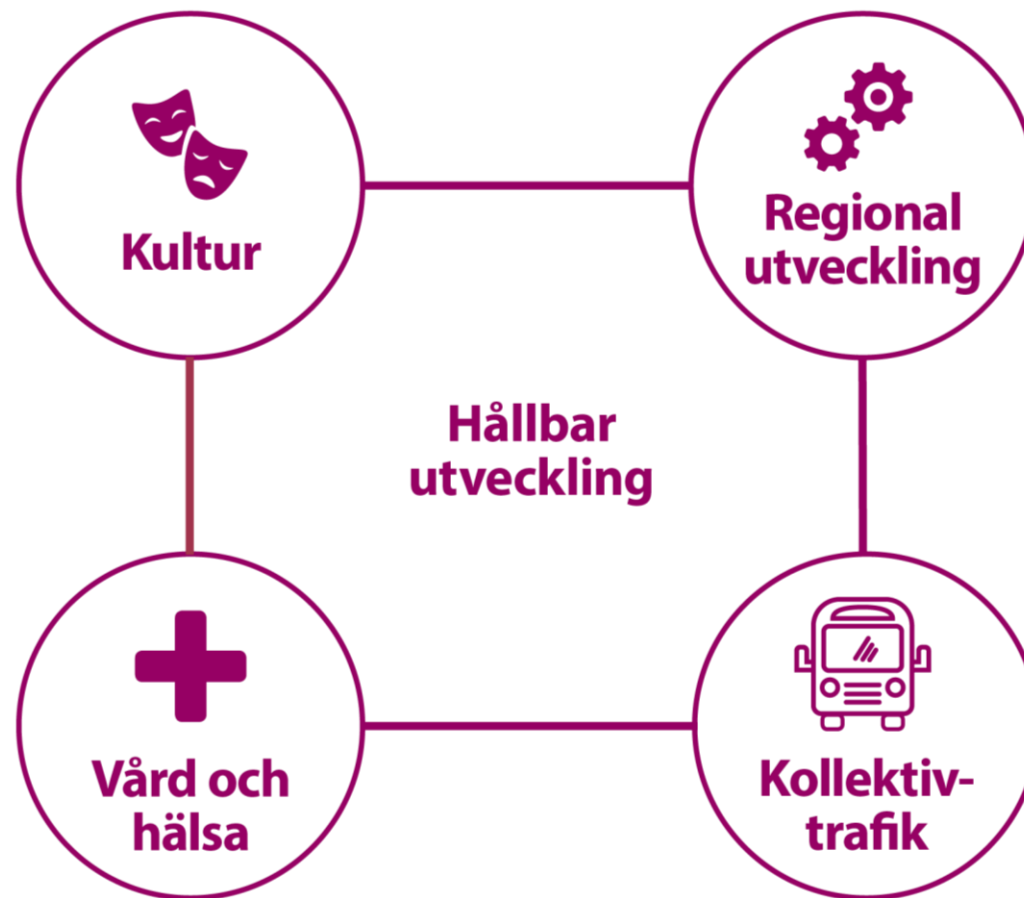 Kultur
Regional
utveckling
Hållbar
utveckling
Vård och
hälsa
Kollektiv-
trafik